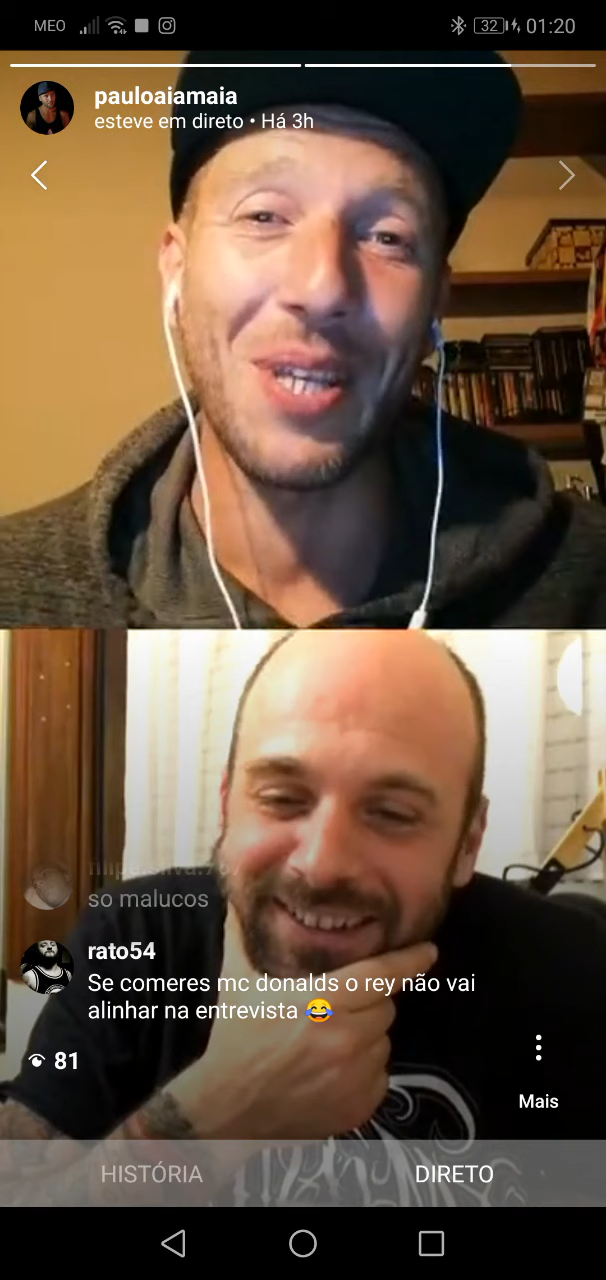 MEO 32 01:20
pauloaiamaia
esteve em direto • Há 3h
so malucos
rato54
Se comeres mc donalds o rey não vai
alinhar na entrevista 😂
81
Mais
HISTÓRIA DIRETO